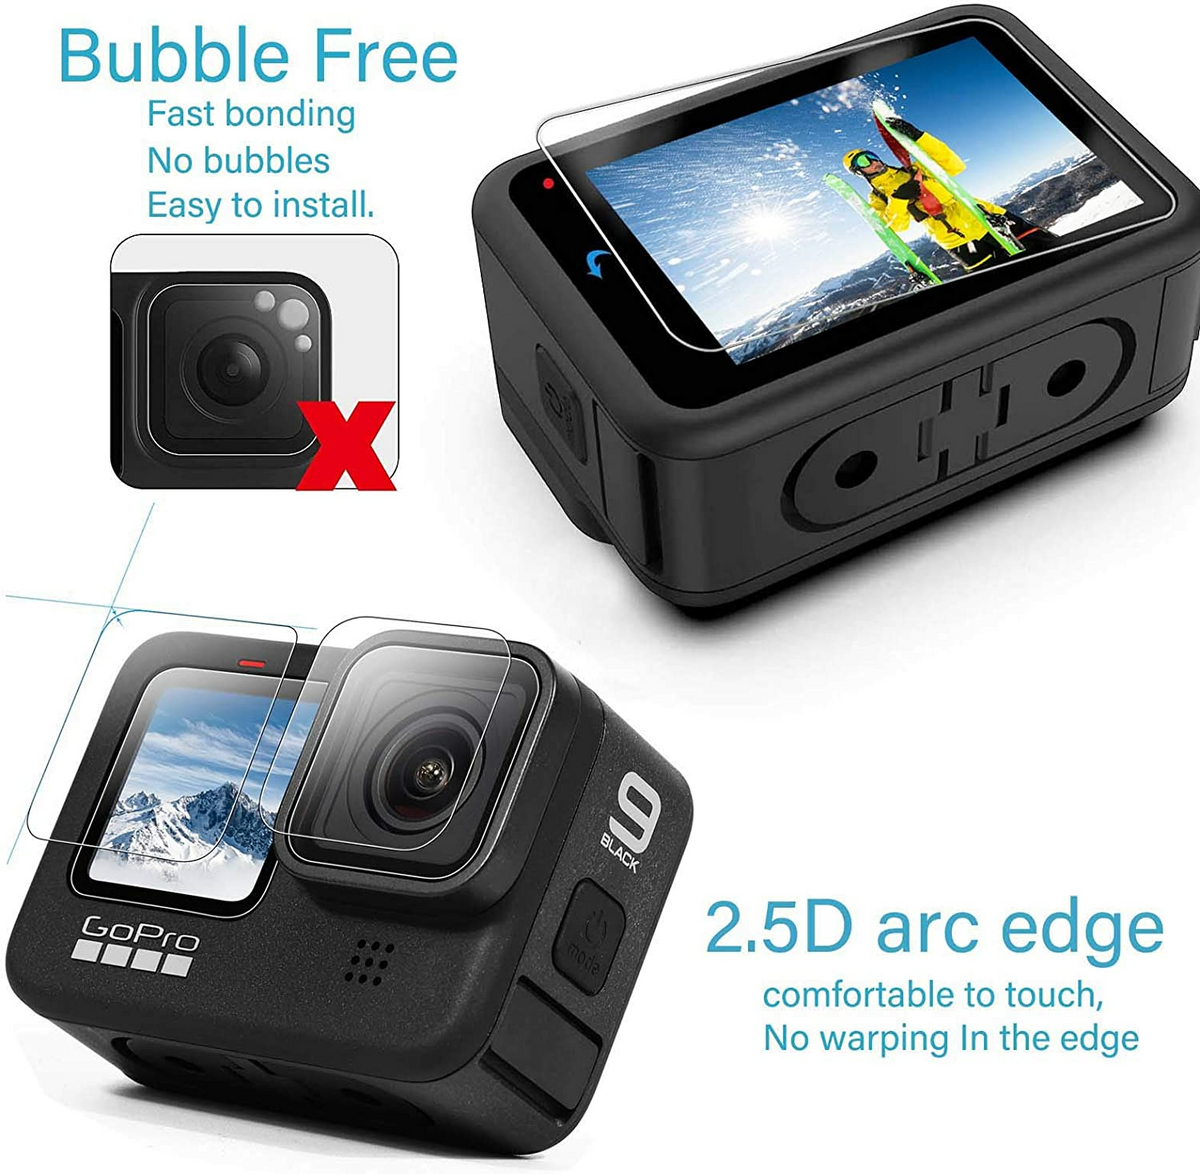 Bubble Free
Fast bonding
No bubbles
Easy to install.
X
9
BLACK
mode
GoPro
2.5D arc edge
comfortable to touch,
No warping In the edge